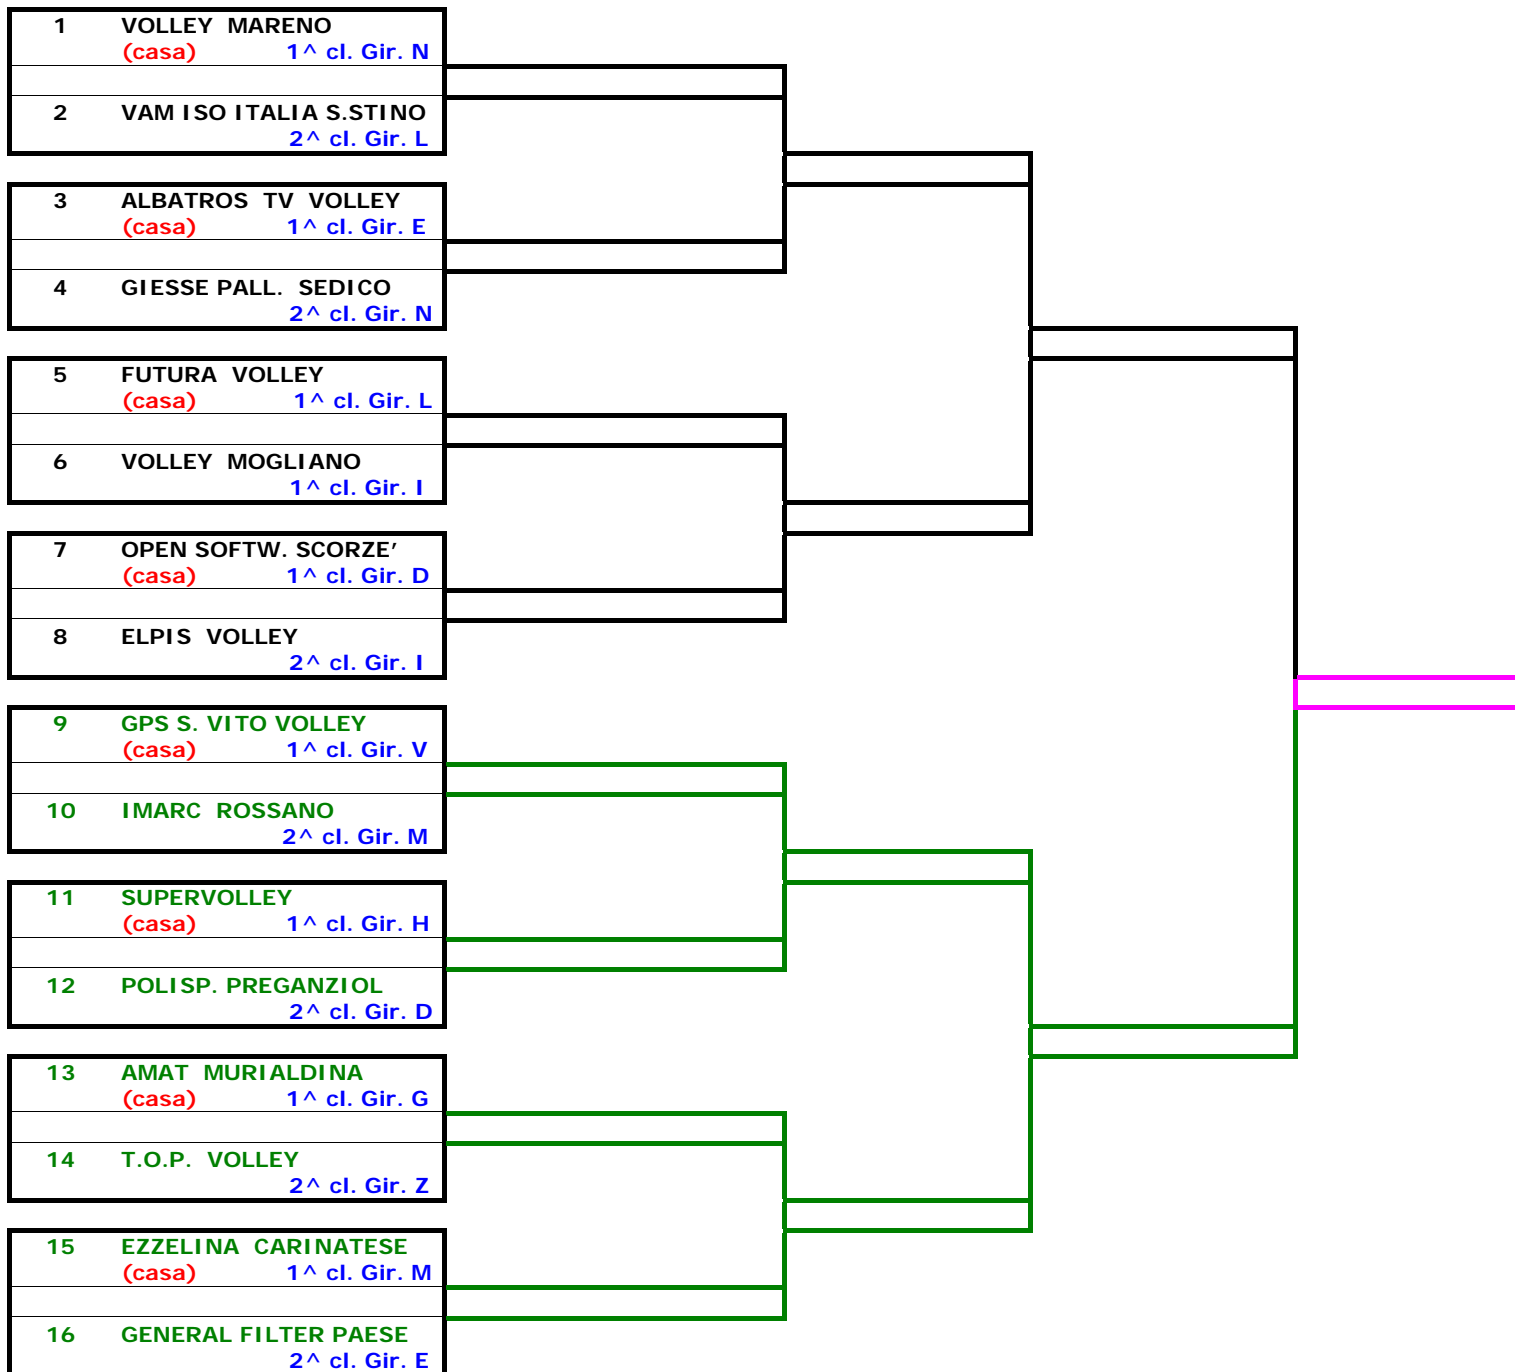 1 VOLLEY MARENO
(casa) 1^ cl. Gir. N
2 VAM ISO ITALIA S.STINO
2^ cl. Gir. L
3 ALBATROS TV VOLLEY
(casa) 1^ cl. Gir. E
4 GIESSE PALL. SEDICO
2^ cl. Gir. N
5 FUTURA VOLLEY
(casa) 1^ cl. Gir. L
6 VOLLEY MOGLIANO
1^ cl. Gir. I
7 OPEN SOFTW. SCORZE’
(casa) 1^ cl. Gir. D
8 ELPIS VOLLEY
2^ cl. Gir. I
9 GPS S. VITO VOLLEY
(casa) 1^ cl. Gir. V
10 IMARC ROSSANO
2^ cl. Gir. M
11 SUPERVOLLEY
(casa) 1^ cl. Gir. H
12 POLISP. PREGANZIOL
2^ cl. Gir. D
13 AMAT MURIALDINA
(casa) 1^ cl. Gir. G
14 T.O.P. VOLLEY
2^ cl. Gir. Z
15 EZZELINA CARINATESE
(casa) 1^ cl. Gir. M
16 GENERAL FILTER PAESE
2^ cl. Gir. E